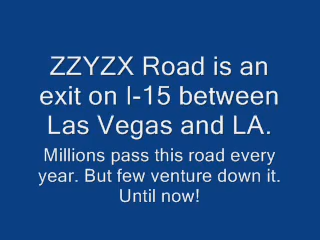 ZZYZX Road is an
exit on I-15 between
Las Vegas and LA.
Millions pass this road every
year. But few venture down it.
Until now!